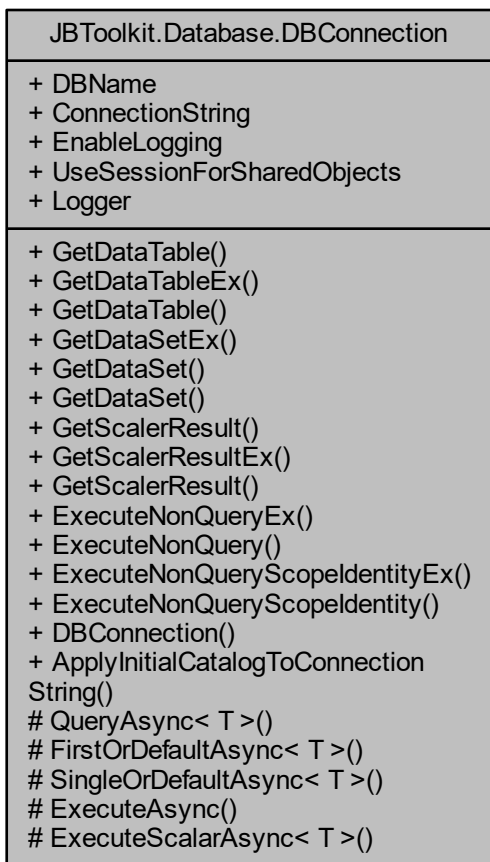 JBToolkit.Database.DBConnection
+ DBName
+ ConnectionString
+ EnableLogging
+ UseSessionForSharedObjects
+ Logger
+ GetDataTable()
+ GetDataTableEx()
+ GetDataTable()
+ GetDataSetEx()
+ GetDataSet()
+ GetDataSet()
+ GetScalerResult()
+ GetScalerResultEx()
+ GetScalerResult()
+ ExecuteNonQueryEx()
+ ExecuteNonQuery()
+ ExecuteNonQueryScopeIdentityEx()
+ ExecuteNonQueryScopeIdentity()
+ DBConnection()
+ ApplyInitialCatalogToConnection
String()
# QueryAsync< T >()
# FirstOrDefaultAsync< T >()
# SingleOrDefaultAsync< T >()
# ExecuteAsync()
# ExecuteScalarAsync< T >()